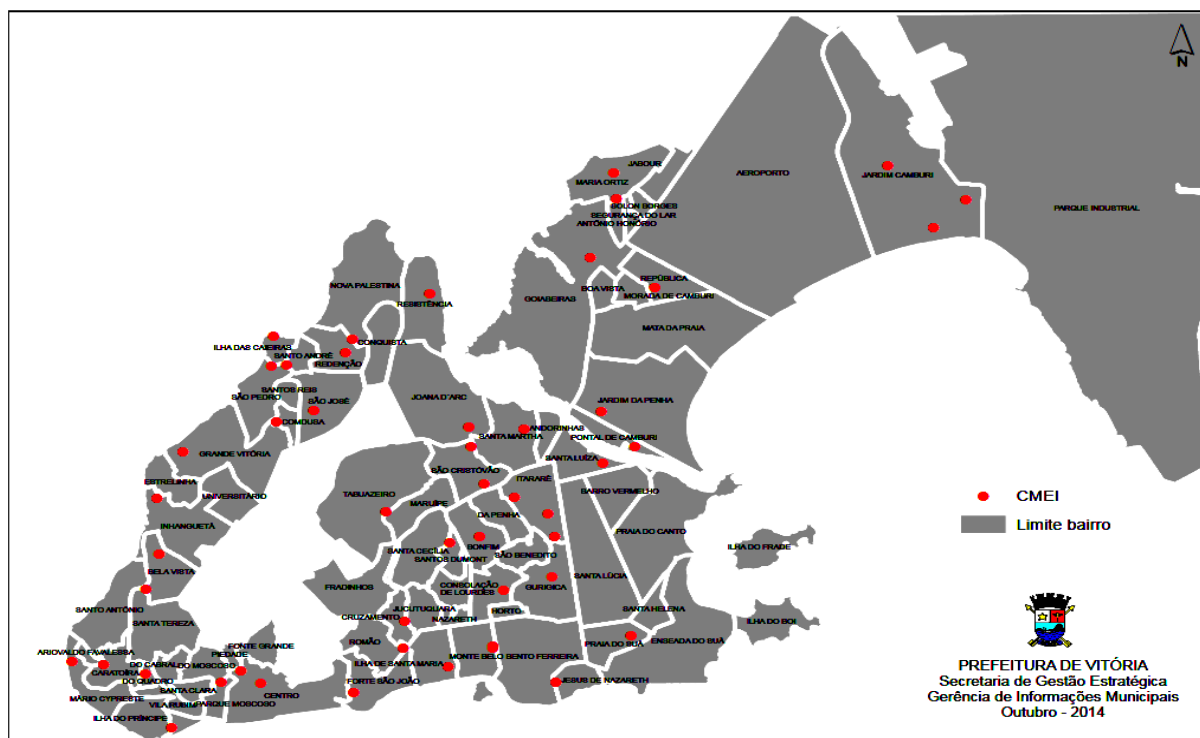 N
JABOUR
MARIA ORTIZ
AEROPORTO
JARDIM CAMBURI
SOLON BORGES
SEGURANÇA DO LAR
ANTÔNIO HONÓRIO
PARQUE INDUSTRIAL
REPÚBLICA
NOVA PALESTINA
BOA VISTA
GOIABEIRAS
MORADA DE CAMBURI
RESISTÊNCIA
MATA DA PRAIA
CONQUISTA
ILHA DAS CAIEIRAS
SANTO ANDRÉ
REDENÇÃO
SANTOS REIS
SÃO PEDRO
SÃO JOSÉ
JOANA D'ARC
JARDIM DA PENHA
COMDUSA
ANDORINHAS
SANTA MARTHA
PONTAL DE CAMBURI
GRANDE VITÓRIA
SANTA LUÍZA
SÃO CRISTÓVÃO
ITARARÉ
ESTRELINHA
UNIVERSITÁRIO
TABUAZEIRO
BARRO VERMELHO
MARUÍPE
DA PENHA
INHANGUETÁ
PRAIA DO CANTO
CMEI
Limite bairro
SANTA CECÍLIA
BONFIM
ILHA DO FRADE
SANTOS DUMONT
SÃO BENEDITO
BELA VISTA
SANTA LÚCIA
FRADINHOS
CONSOLAÇÃO
GURIGICA
DE LOURDES
SANTO ANTÔNIO
JUCUTUQUARA
HORTO
SANTA HELENA
CRUZAMENTO
NAZARETH
ILHA DO BOI
SANTA TEREZA
ROMÃO
PRAIA DO SUÁ
ENSEADA DO SUÁ
FONTE GRANDE
ARIOVALDO FAVALESSA
PIEDADE
MONTE BELO
BENTO FERREIRA
DO CABRAL
DO MOSCOSO
ILHA DE SANTA MARIA
CARATOÍRA
DO QUADRO
FORTE SÃO JOÃO
JESUS DE NAZARETH
SANTA CLARA
CENTRO
MÁRIO CYPRESTE
VILA RUBIM
PARQUE MOSCOSO
ILHA DO PRÍNCIPE
PREFEITURA DE VITÓRIA
Secretaria de Gestão Estratégica
Gerência de Informações Municipais
Outubro - 2014